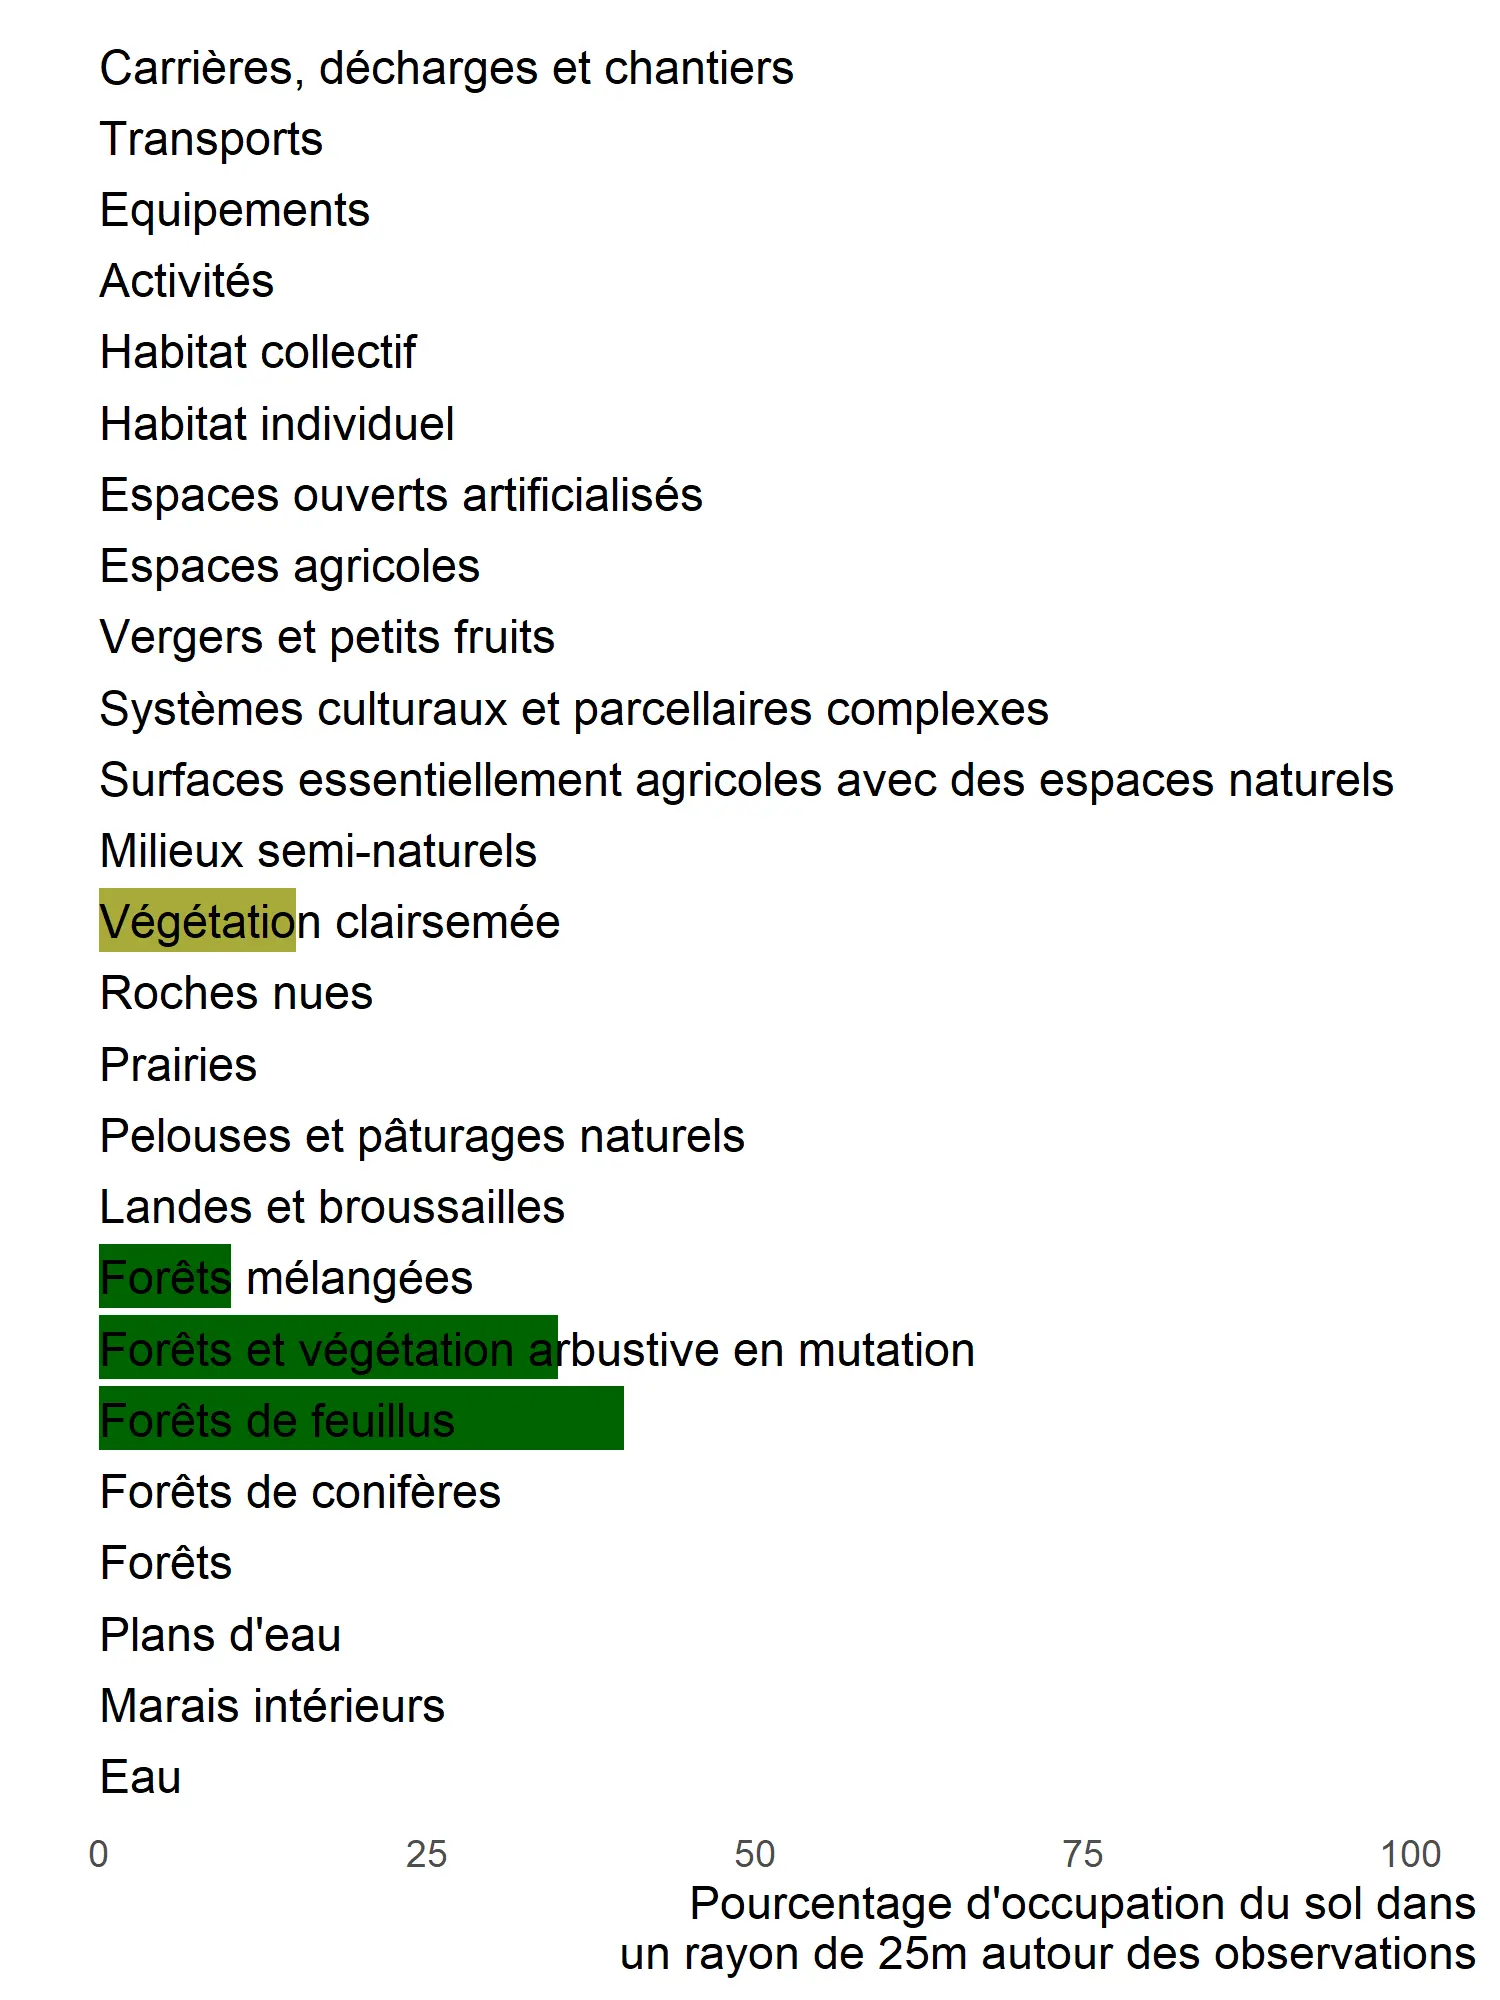 Carrières, décharges et chantiers
Transports
Equipements
Activités
Habitat collectif
Habitat individuel
Espaces ouverts artificialisés
Espaces agricoles
Vergers et petits fruits
Systèmes culturaux et parcellaires complexes
Surfaces essentiellement agricoles avec des espaces naturels
Milieux semi-naturels
Végétation clairsemée
Roches nues
Prairies
Pelouses et pâturages naturels
Landes et broussailles
Forêts mélangées
Forêts et végétation arbustive en mutation
Forêts de feuillus
Forêts de conifères
Forêts
Plans d'eau
Marais intérieurs
Eau
0 25 50 75 100
Pourcentage d'occupation du sol dans
un rayon de 25m autour des observations